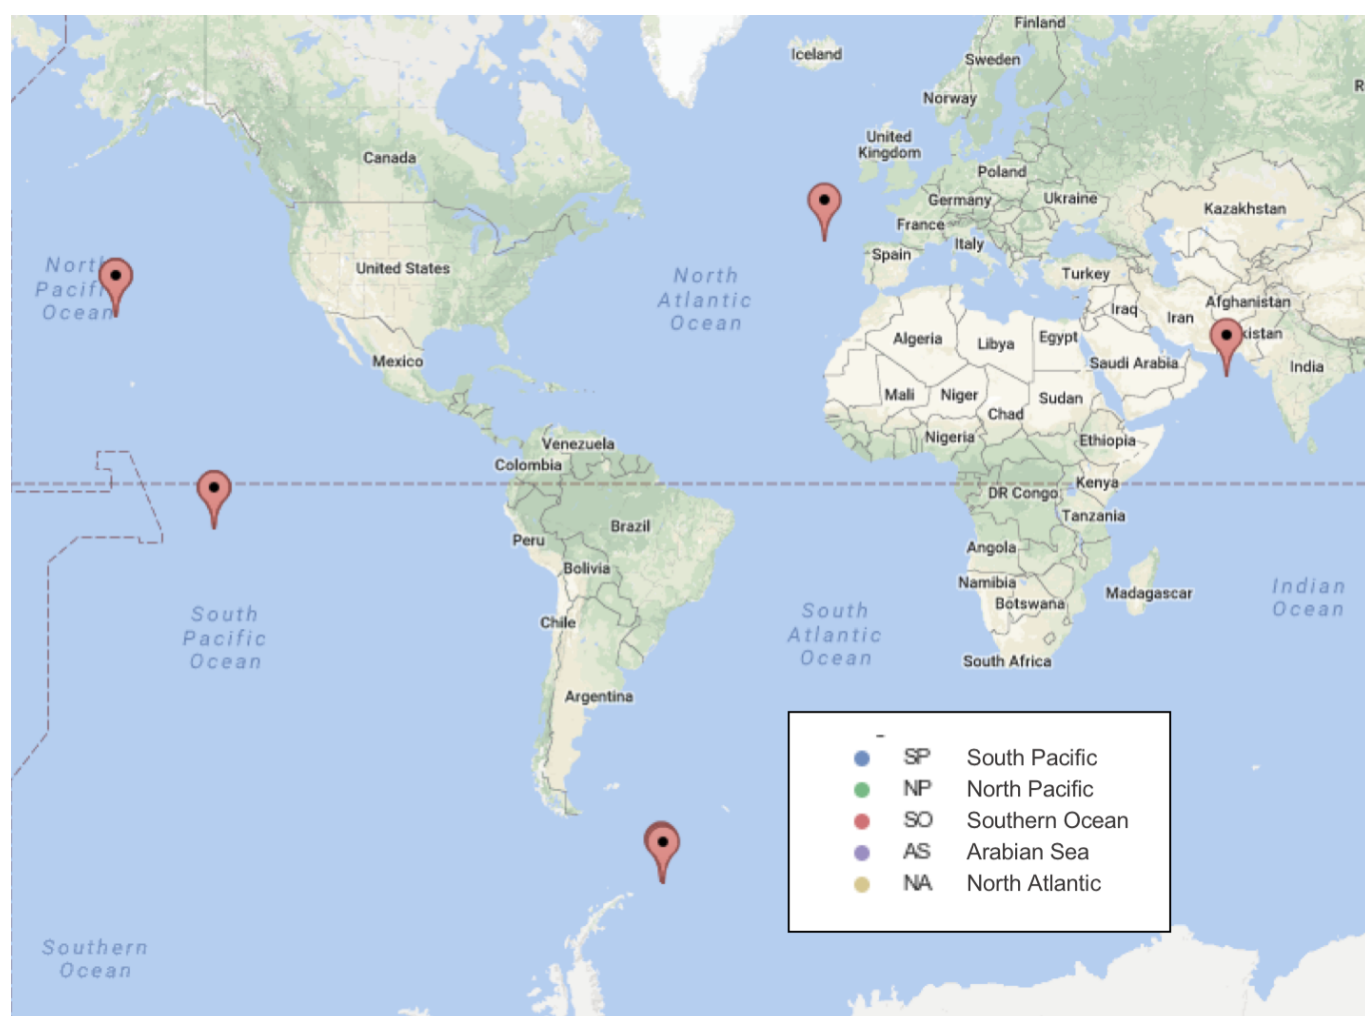 Finland
Iceland
Sweden
Norway
R
United
Kingdom
Canada
Poland
Germany
Ukraine
Kazakhstan
France
Italy
Spain
North
Pacific
Ocean
United States
North
Atlantic
Ocean
Turkey
Afghanistan
Iraq
Iran
Algeria
Libya
Egypt
kistan
Mexico
Saudi Arabia
India
Mali
Niger
Sudan
Chad
Venezuela
Nigeria
Ethiopia
Colombia
DR Congo
Kenya
Brazil
Tanzania
Peru
Angola
Bolivia
Namibia
Madagascar
Botswana
Indian
Ocean
South
Pacific
Ocean
Chile
South
Atlantic
Ocean
South Africa
Argentina
SP South Pacific
NP North Pacific
SO Southern Ocean
AS Arabian Sea
NA North Atlantic
Southern
Ocean